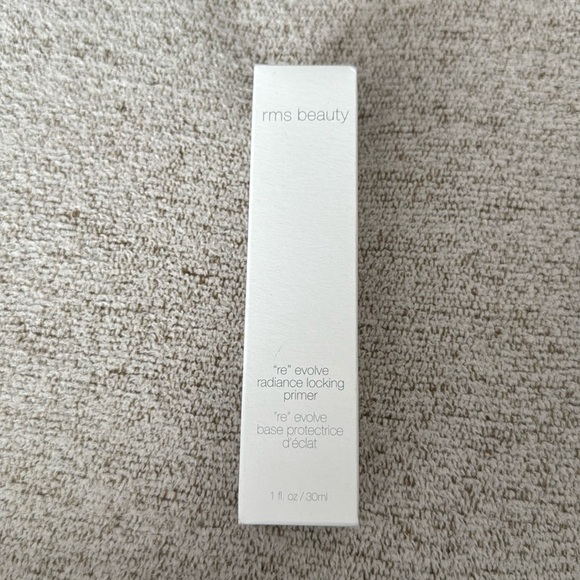 rms beauty
"re" evolve
radiance locking
primer
"re" evolve
base protectrice
d'éclat
1 fl. oz / 30ml